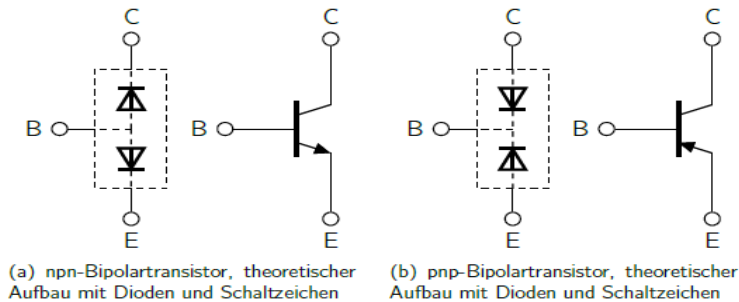 C C C C
B B B B
E E E E
(a) npn-Bipolartransistor, theoretischer
Aufbau mit Dioden und Schaltzeichen
(b) pnp-Bipolartransistor, theoretischer
Aufbau mit Dioden und Schaltzeichen